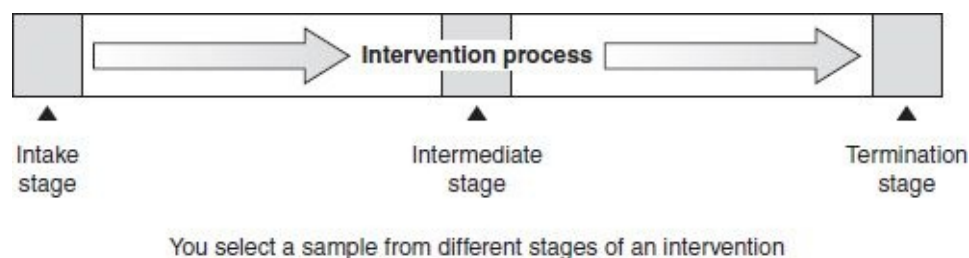 Intervention process
Intake
stage
Intermediate
stage
Termination
stage
You select a sample from different stages of an intervention